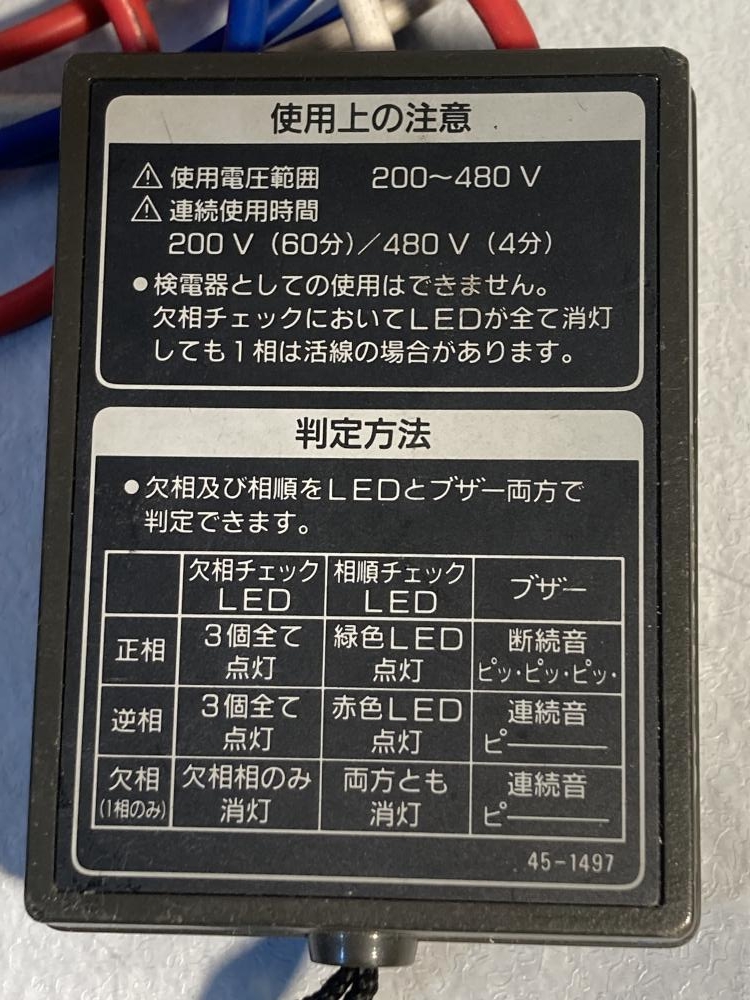 使用上の注意
⚠ 使用電圧範囲 200〜480 V
⚠ 連続使用時間
200 V (60分)/480 V (4分)
●検電器としての使用はできません。
欠相チェックにおいてLEDが全て消灯
しても1相は活線の場合があります。
判定方法
●欠相及び相順をLEDとブザー両方で
判定できます。
欠相チェック 相順チェック ブザー
LED LED
正相 3個全て 緑色LED 断続音
点灯 点灯 ピッ・ピッ・ピッ・
逆相 3個全て 赤色LED 連続音
点灯 点灯 ピ─────
欠相 欠相相のみ 両方とも 連続音
(1相のみ) 消灯 消灯 ピ─────
45-1497